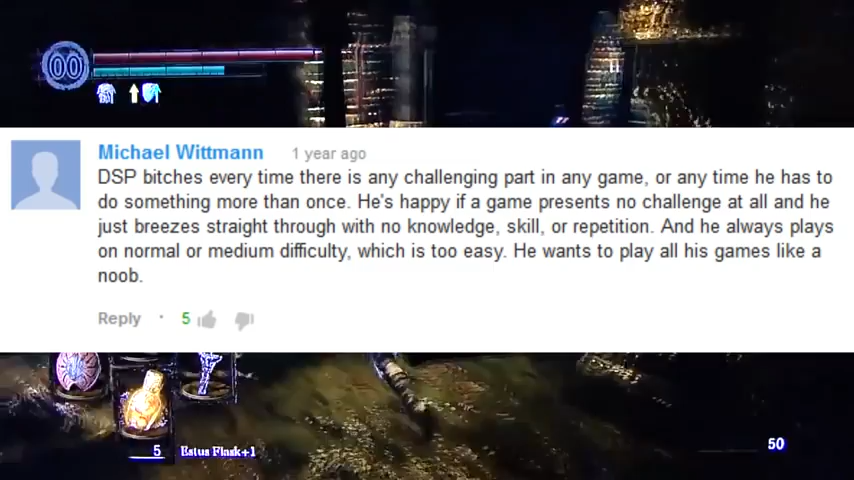 00
Michael Wittmann 1 year ago
DSP bitches every time there is any challenging part in any game, or any time he has to
do something more than once. He's happy if a game presents no challenge at all and he
just breezes straight through with no knowledge, skill, or repetition. And he always plays
on normal or medium difficulty, which is too easy. He wants to play all his games like a
noob.
Reply · 5
5 Estus Flask+1
50